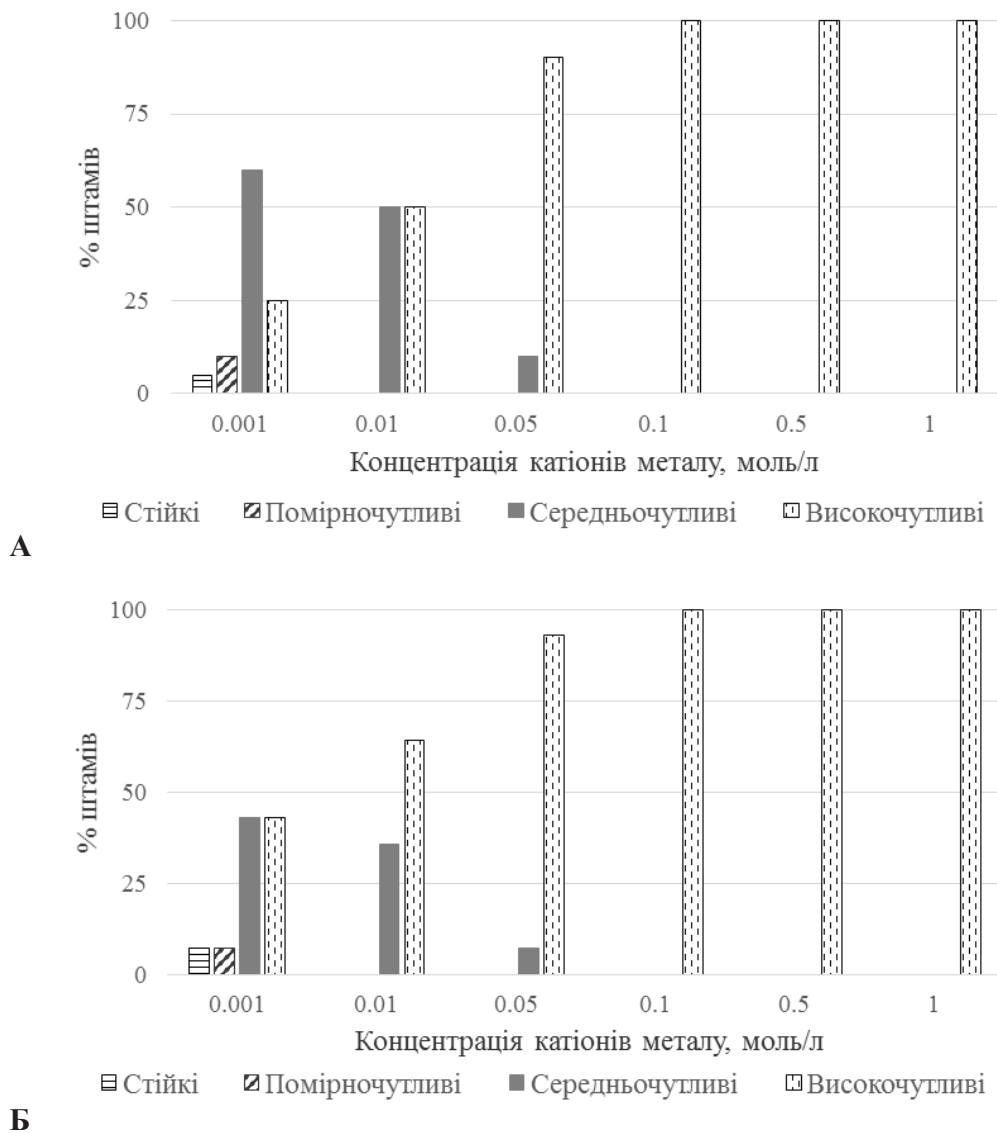 100
75
50
25
0
% штамів
0.001 0.01 0.05 0.1 0.5 1
Концентрація катіонів металу, моль/л
Стійкі Помірночутливі Середньочутливі Височутливі
А
100
75
50
25
0
% штамів
0.001 0.01 0.05 0.1 0.5 1
Концентрація катіонів металу, моль/л
Стійкі Помірночутливі Середньочутливі Високочутливі
Б